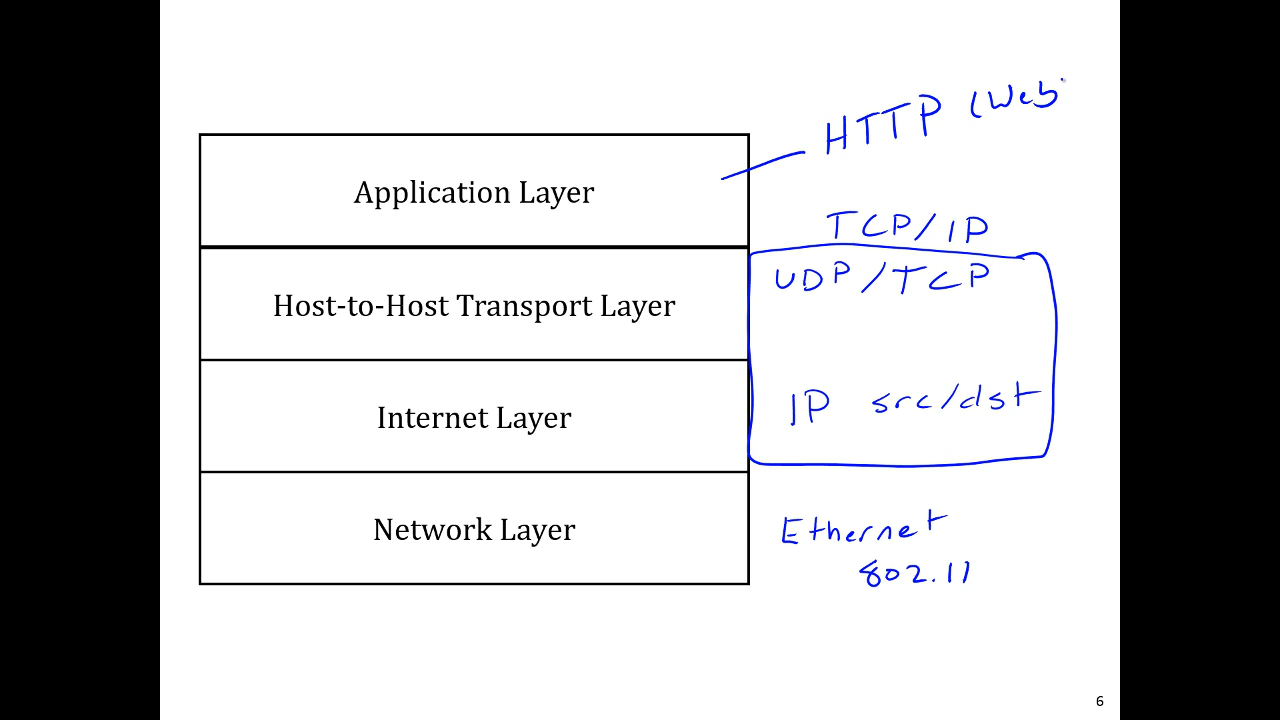 HTTP (Web
Application Layer
TCP/IP
UDP/TCP
Host-to-Host Transport Layer
IP src/dst
Internet Layer
Network Layer
Ethernet
802.11
6